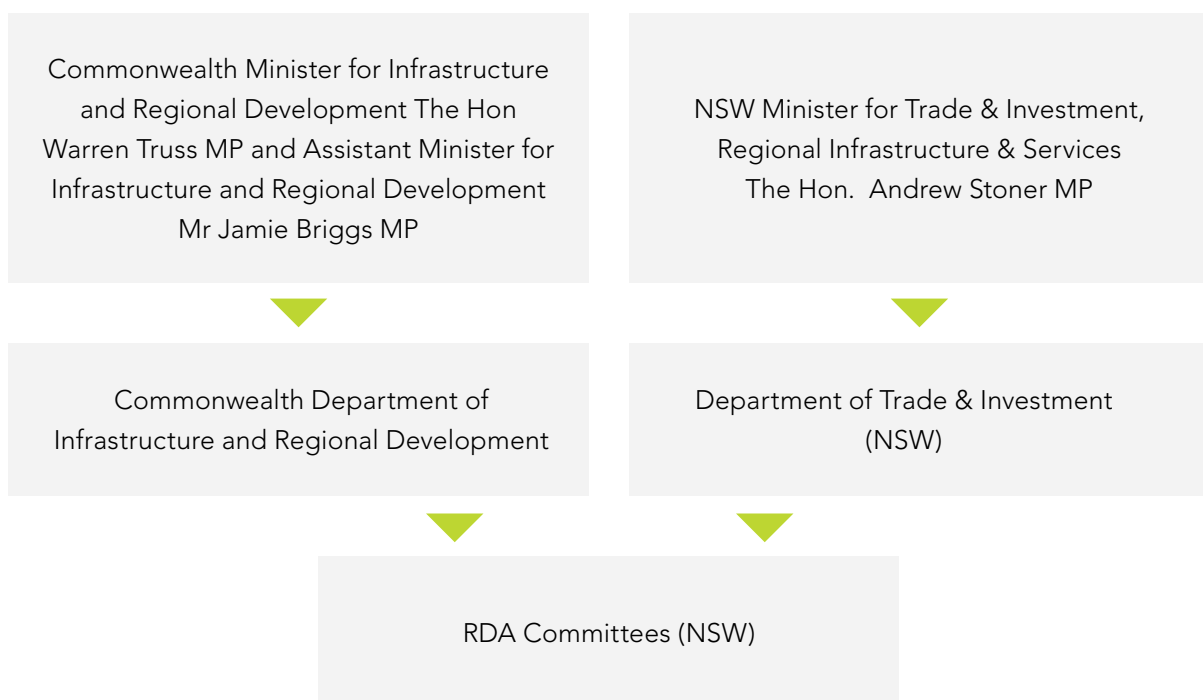 Commonwealth Minister for Infrastructure
and Regional Development The Hon
Warren Truss MP and Assistant Minister for
Infrastructure and Regional Development
Mr Jamie Briggs MP
NSW Minister for Trade & Investment,
Regional Infrastructure & Services
The Hon.  Andrew Stoner MP
Commonwealth Department of
Infrastructure and Regional Development
Department of Trade & Investment
(NSW)
RDA Committees (NSW)